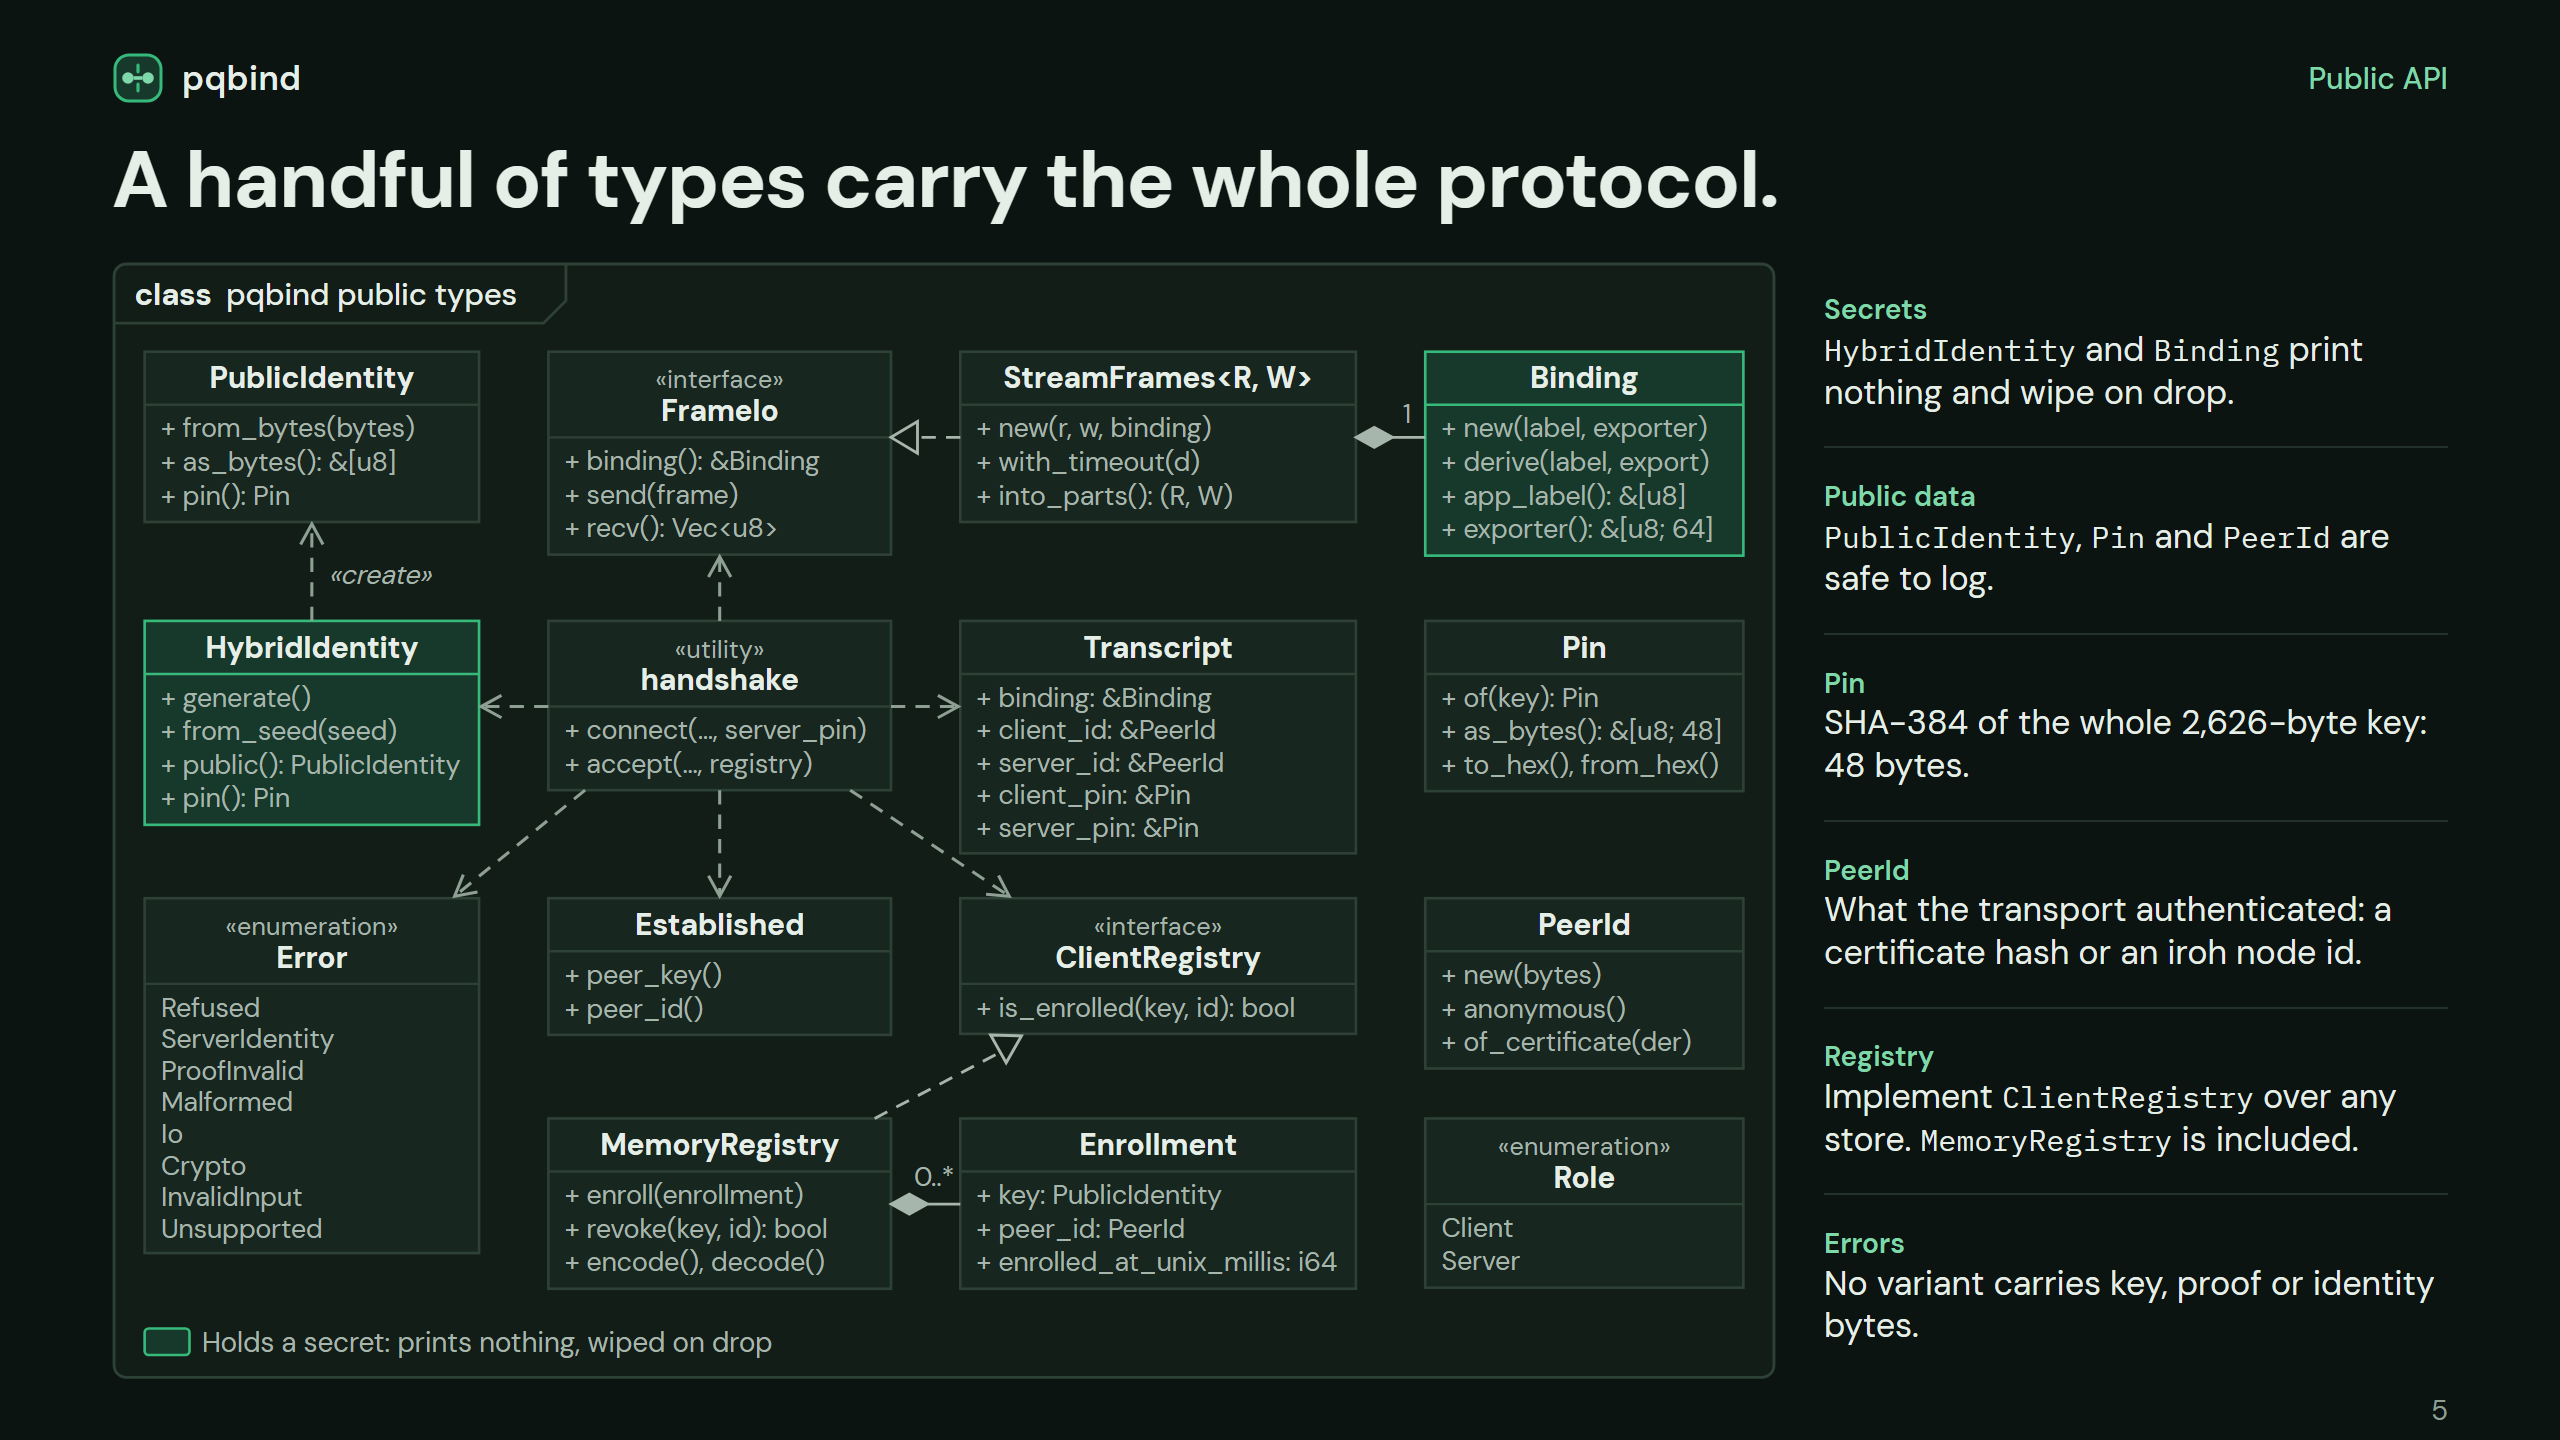 pqbind
Public API
A handful of types carry the whole protocol.
class pqbind public types
PublicIdentity
+ from_bytes(bytes)
+ as_bytes(): &[u8]
+ pin(): Pin
«interface»
FrameIo
+ binding(): &Binding
+ send(frame)
+ recv(): Vec<u8>
StreamFrames<R, W>
+ new(r, w, binding)
+ with_timeout(d)
+ into_parts(): (R, W)
1
Binding
+ new(label, exporter)
+ derive(label, export)
+ app_label(): &[u8]
+ exporter(): &[u8; 64]
«create»
HybridIdentity
+ generate()
+ from_seed(seed)
+ public(): PublicIdentity
+ pin(): Pin
«utility»
handshake
+ connect(…, server_pin)
+ accept(…, registry)
Transcript
+ binding: &Binding
+ client_id: &PeerId
+ server_id: &PeerId
+ client_pin: &Pin
+ server_pin: &Pin
Pin
+ of(key): Pin
+ as_bytes(): &[u8; 48]
+ to_hex(), from_hex()
«enumeration»
Error
Refused
ServerIdentity
ProofInvalid
Malformed
Io
Crypto
InvalidInput
Unsupported
Established
+ peer_key()
+ peer_id()
«interface»
ClientRegistry
+ is_enrolled(key, id): bool
PeerId
+ new(bytes)
+ anonymous()
+ of_certificate(der)
MemoryRegistry
+ enroll(enrollment)
+ revoke(key, id): bool
+ encode(), decode()
0..*
Enrollment
+ key: PublicIdentity
+ peer_id: PeerId
+ enrolled_at_unix_millis: i64
«enumeration»
Role
Client
Server
Holds a secret: prints nothing, wiped on drop
Secrets
HybridIdentity and Binding print
nothing and wipe on drop.
Public data
PublicIdentity, Pin and PeerId are
safe to log.
Pin
SHA-384 of the whole 2,626-byte key:
48 bytes.
PeerId
What the transport authenticated: a
certificate hash or an iroh node id.
Registry
Implement ClientRegistry over any
store. MemoryRegistry is included.
Errors
No variant carries key, proof or identity
bytes.
5